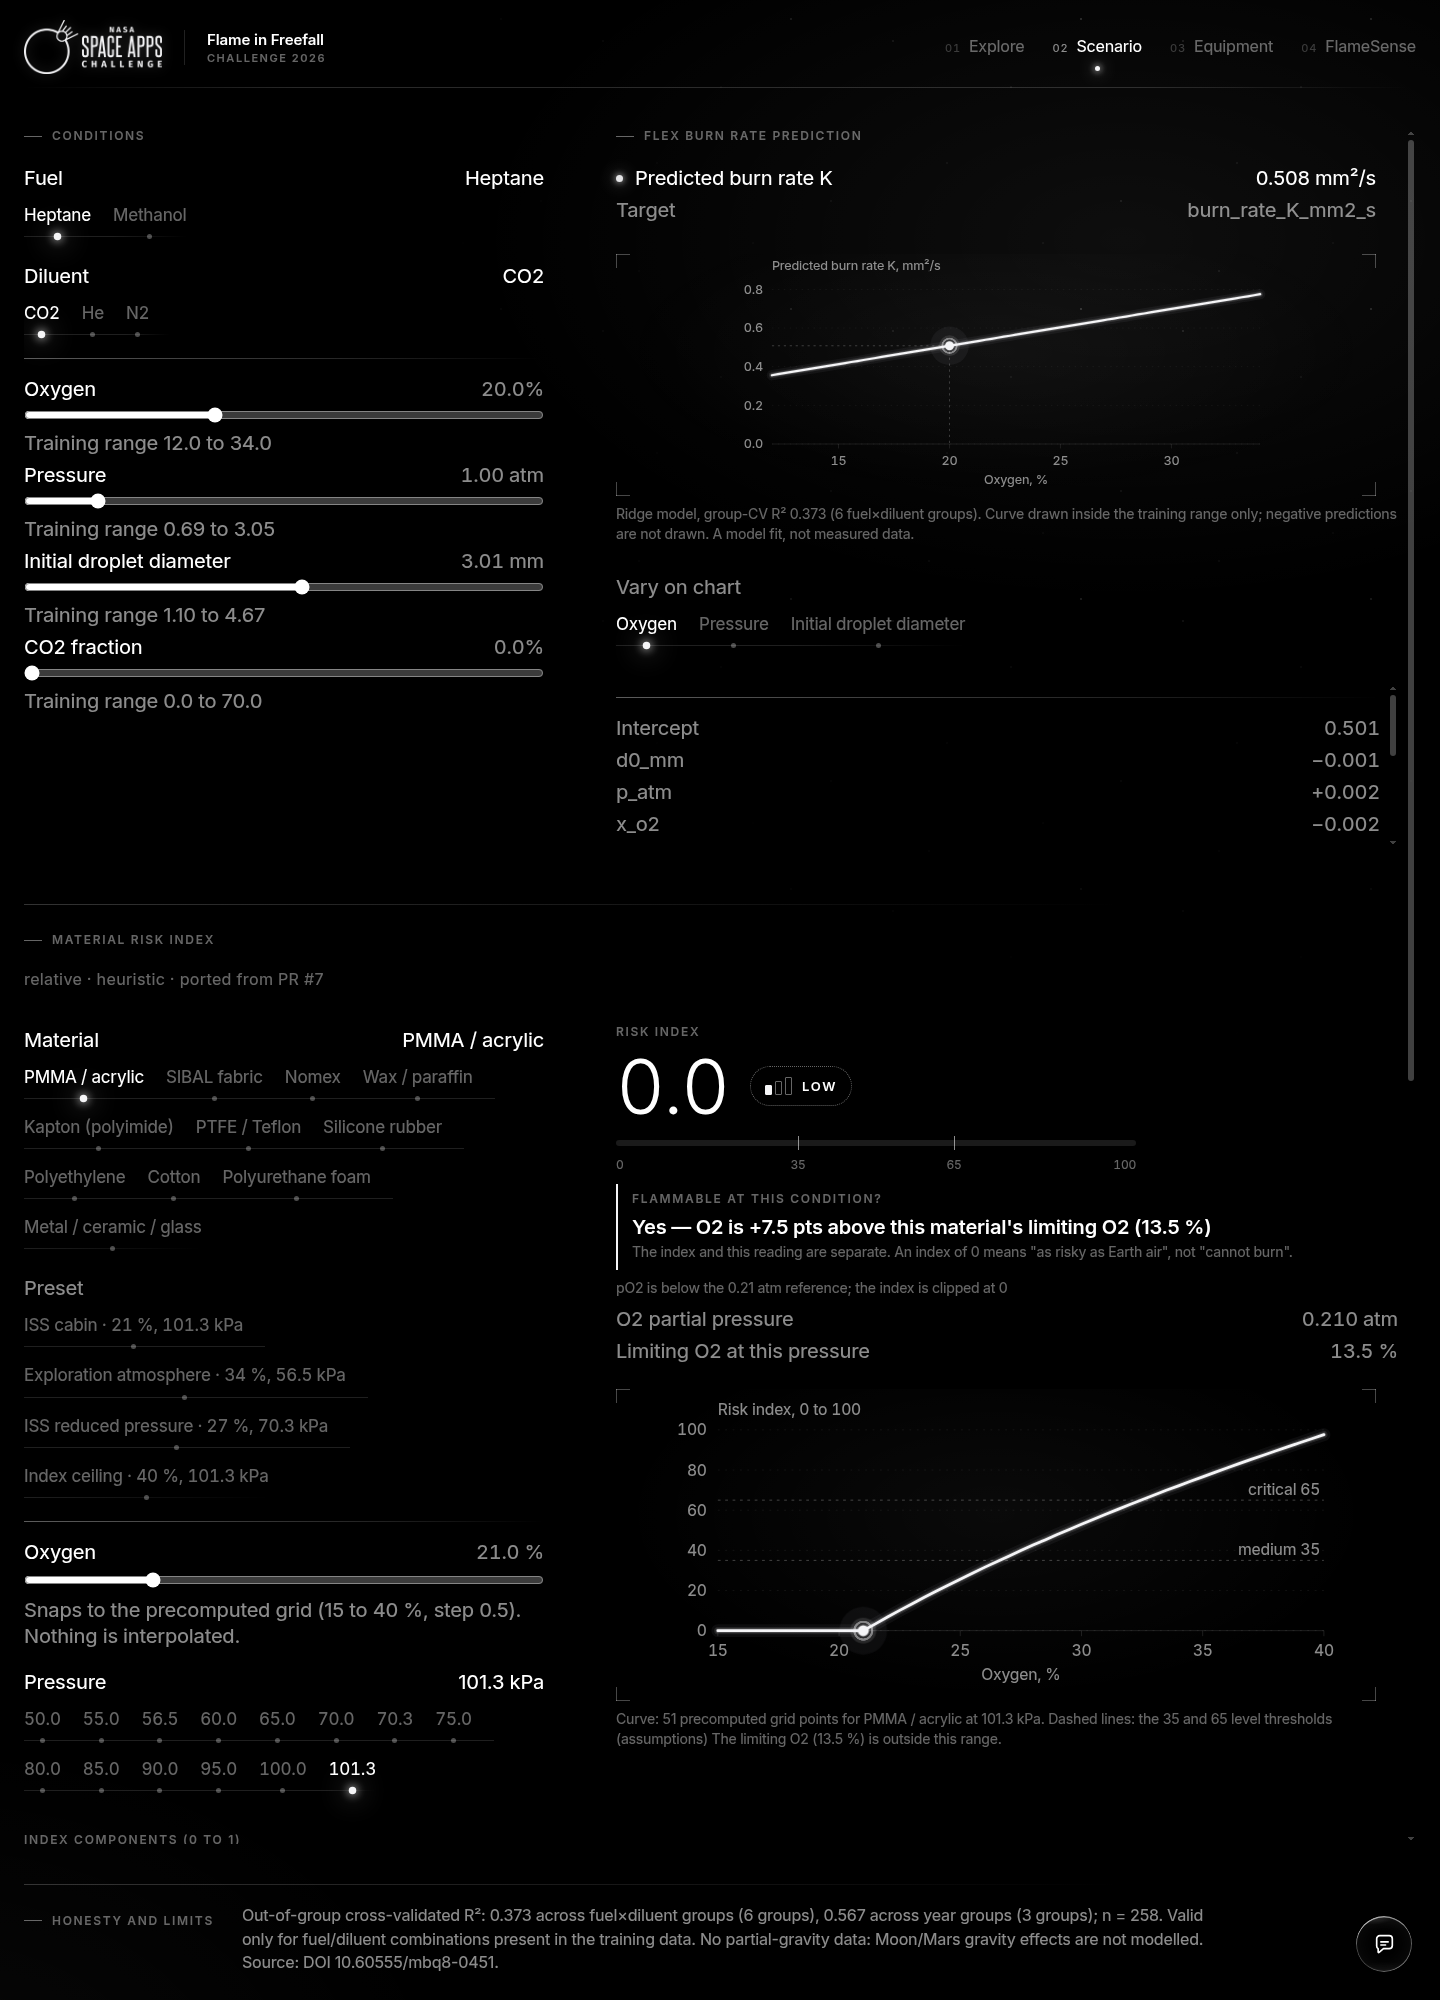 NASA
SPACE APPS
CHALLENGE
Flame in Freefall
CHALLENGE 2026
01 Explore
02 Scenario
03 Equipment
04 FlameSense
CONDITIONS
Fuel Heptane
Heptane Methanol
Diluent CO2
CO2 He N2
Oxygen 20.0%
Training range 12.0 to 34.0
Pressure 1.00 atm
Training range 0.69 to 3.05
Initial droplet diameter 3.01 mm
Training range 1.10 to 4.67
CO2 fraction 0.0%
Training range 0.0 to 70.0
FLEX BURN RATE PREDICTION
Predicted burn rate K 0.508 mm²/s
Target burn_rate_K_mm2_s
Predicted burn rate K, mm²/s
0.8
0.6
0.4
0.2
0.0
15 20 25 30
Oxygen, %
Ridge model, group-CV R² 0.373 (6 fuel×diluent groups). Curve drawn inside the training range only; negative predictions
are not drawn. A model fit, not measured data.
Vary on chart
Oxygen Pressure Initial droplet diameter
Intercept 0.501
d0_mm −0.001
p_atm +0.002
x_o2 −0.002
MATERIAL RISK INDEX
relative · heuristic · ported from PR #7
Material PMMA / acrylic
PMMA / acrylic SIBAL fabric Nomex Wax / paraffin
Kapton (polyimide) PTFE / Teflon Silicone rubber
Polyethylene Cotton Polyurethane foam
Metal / ceramic / glass
Preset
ISS cabin · 21 %, 101.3 kPa
Exploration atmosphere · 34 %, 56.5 kPa
ISS reduced pressure · 27 %, 70.3 kPa
Index ceiling · 40 %, 101.3 kPa
Oxygen 21.0 %
Snaps to the precomputed grid (15 to 40 %, step 0.5).
Nothing is interpolated.
Pressure 101.3 kPa
50.0 55.0 56.5 60.0 65.0 70.0 70.3 75.0
80.0 85.0 90.0 95.0 100.0 101.3
INDEX COMPONENTS (0 TO 1)
RISK INDEX
0.0 LOW
0 35 65 100
FLAMMABLE AT THIS CONDITION?
Yes — O2 is +7.5 pts above this material's limiting O2 (13.5 %)
The index and this reading are separate. An index of 0 means "as risky as Earth air", not "cannot burn".
pO2 is below the 0.21 atm reference; the index is clipped at 0
O2 partial pressure 0.210 atm
Limiting O2 at this pressure 13.5 %
Risk index, 0 to 100
100
80
critical 65
60
40
medium 35
20
0
15 20 25 30 35 40
Oxygen, %
Curve: 51 precomputed grid points for PMMA / acrylic at 101.3 kPa. Dashed lines: the 35 and 65 level thresholds
(assumptions) The limiting O2 (13.5 %) is outside this range.
HONESTY AND LIMITS
Out-of-group cross-validated R²: 0.373 across fuel×diluent groups (6 groups), 0.567 across year groups (3 groups); n = 258. Valid
only for fuel/diluent combinations present in the training data. No partial-gravity data: Moon/Mars gravity effects are not modelled.
Source: DOI 10.60555/mbq8-0451.